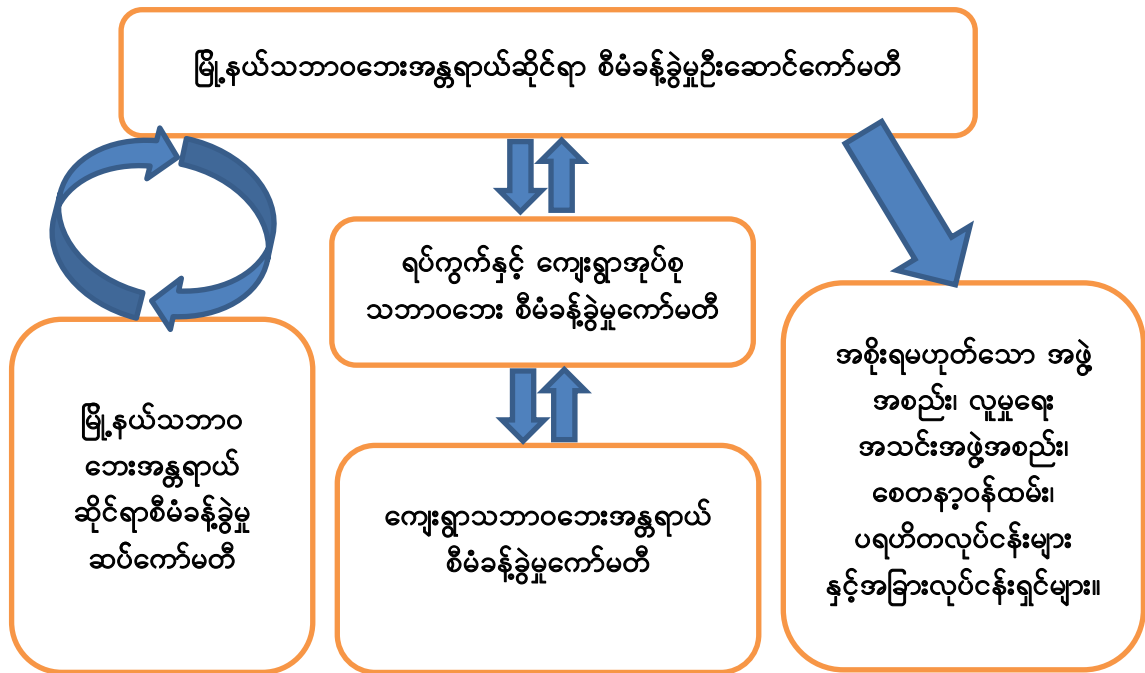 မြို့နယ်သဘာဝဘေးအန္တရာယ်ဆိုင်ရာ စီမံခန့်ခွဲမှုဦးဆောင်ကော်မတီ
ရပ်ကွက်နှင့် ကျေးရွာအုပ်စု
သဘာဝဘေး စီမံခန့်ခွဲမှုကော်မတီ
မြို့နယ်သဘာဝ
ဘေးအန္တရာယ်
ဆိုင်ရာစီမံခန့်ခွဲမှု
ဆပ်ကော်မတီ
ကျေးရွာသဘာဝဘေးအန္တရာယ်
စီမံခန့်ခွဲမှုကော်မတီ
အစိုးရမဟုတ်သော အဖွဲ့
အစည်း၊ လူမှုရေး
အသင်းအဖွဲ့အစည်း၊
စေတနာ့ဝန်ထမ်း၊
ပရဟိတလုပ်ငန်းများ
နှင့်အခြားလုပ်ငန်းရှင်များ။